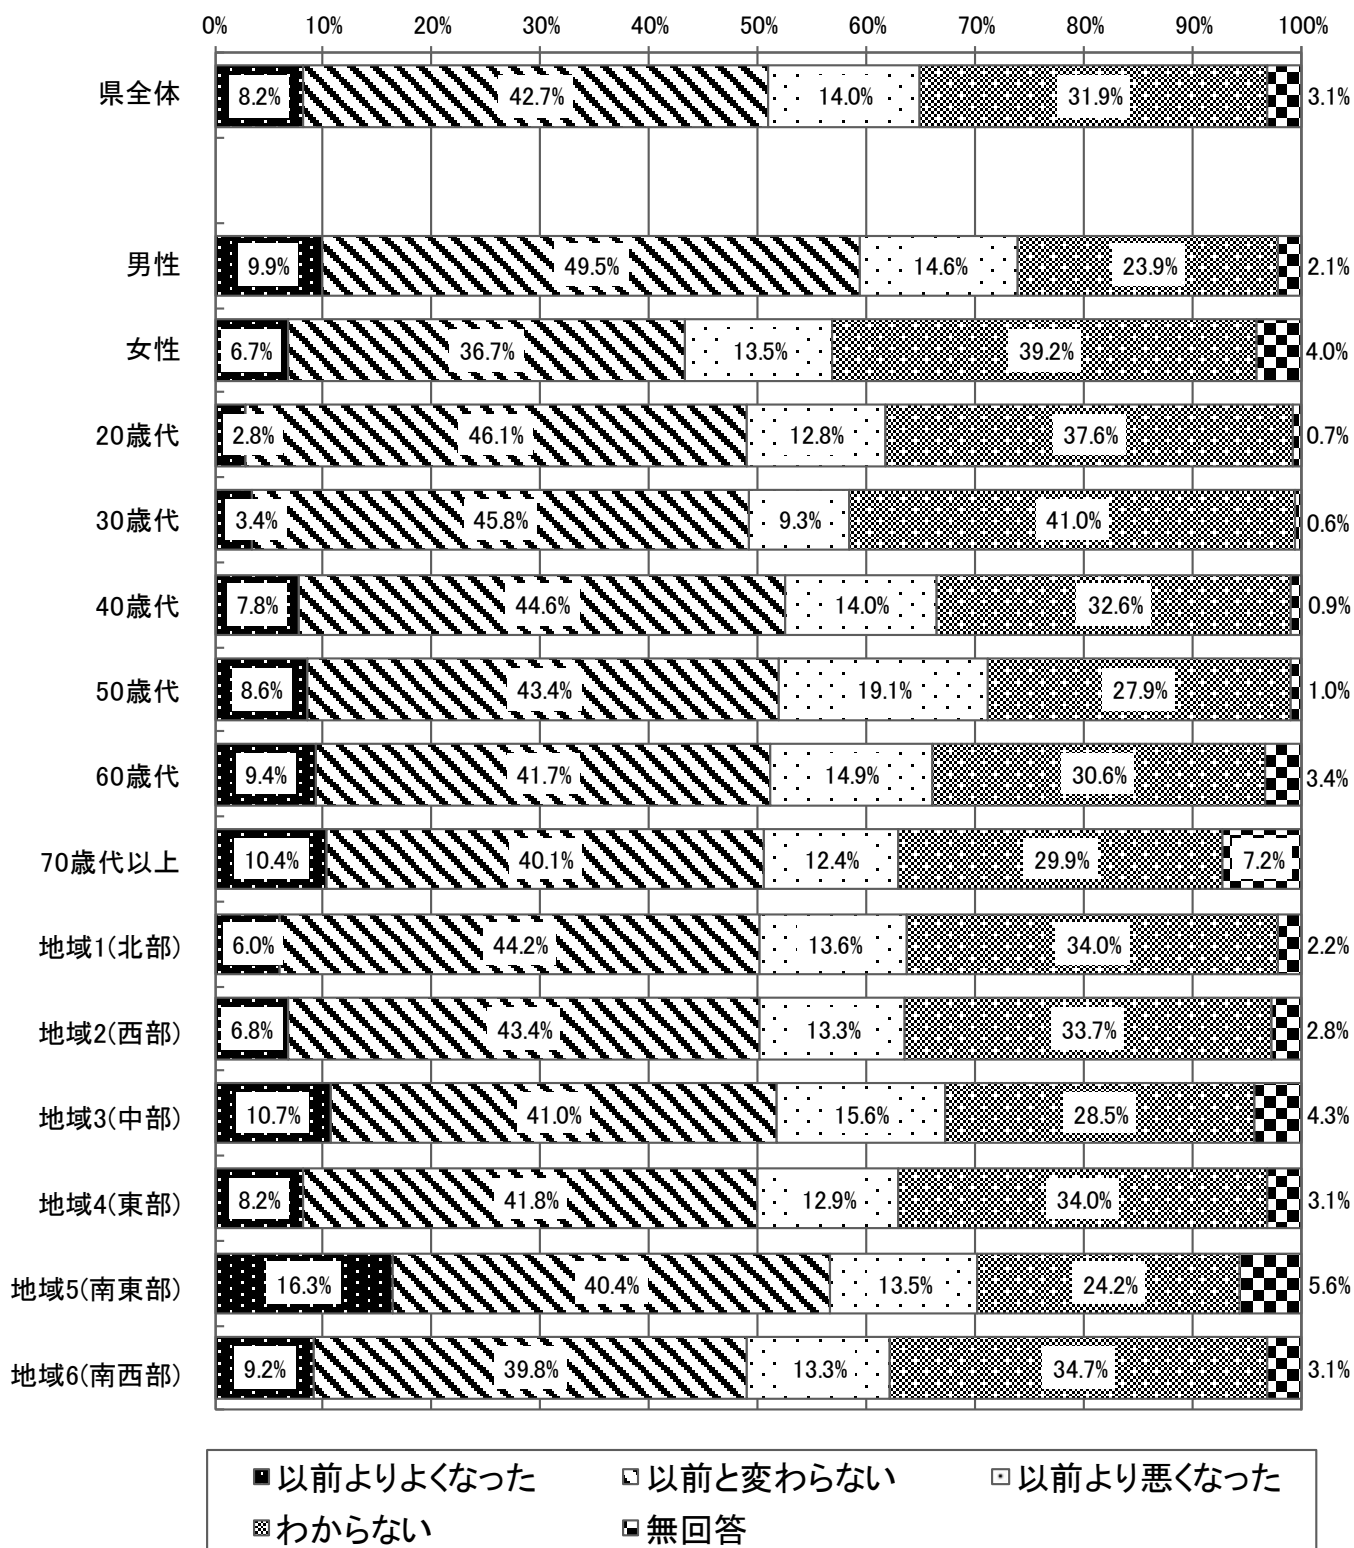 0% 10% 20% 30% 40% 50% 60% 70% 80% 90% 100%
県全体 8.2% 42.7% 14.0% 31.9% 3.1%
男性 9.9% 49.5% 14.6% 23.9% 2.1%
女性 6.7% 36.7% 13.5% 39.2% 4.0%
20歳代 2.8% 46.1% 12.8% 37.6% 0.7%
30歳代 3.4% 45.8% 9.3% 41.0% 0.6%
40歳代 7.8% 44.6% 14.0% 32.6% 0.9%
50歳代 8.6% 43.4% 19.1% 27.9% 1.0%
60歳代 9.4% 41.7% 14.9% 30.6% 3.4%
70歳代以上 10.4% 40.1% 12.4% 29.9% 7.2%
地域1(北部) 6.0% 44.2% 13.6% 34.0% 2.2%
地域2(西部) 6.8% 43.4% 13.3% 33.7% 2.8%
地域3(中部) 10.7% 41.0% 15.6% 28.5% 4.3%
地域4(東部) 8.2% 41.8% 12.9% 34.0% 3.1%
地域5(南東部) 16.3% 40.4% 13.5% 24.2% 5.6%
地域6(南西部) 9.2% 39.8% 13.3% 34.7% 3.1%
以前よりよくなった 以前と変わらない 以前より悪くなった
わからない 無回答